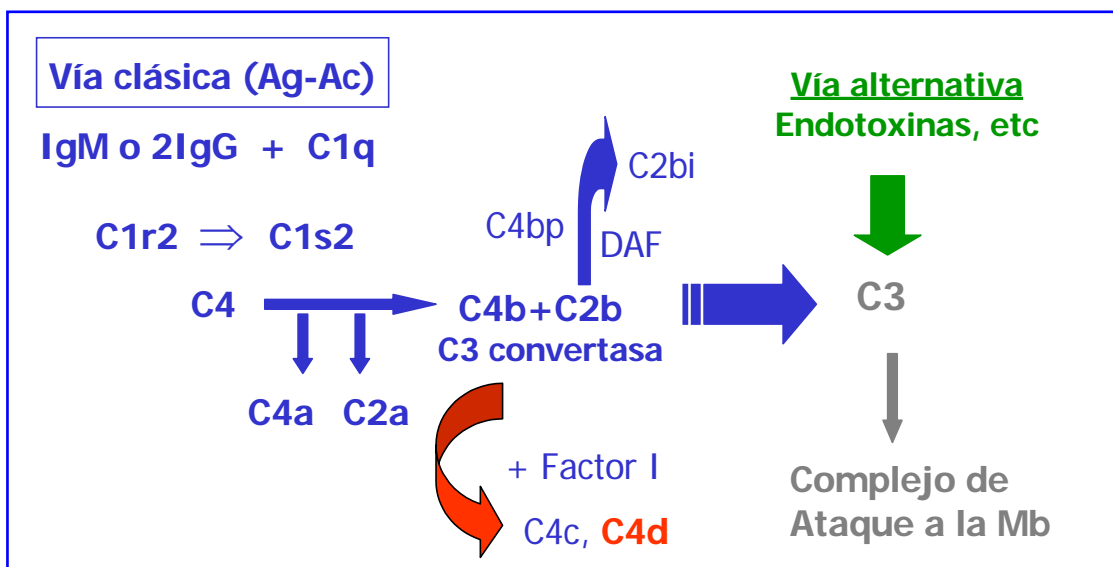 Vía clásica (Ag-Ac)
IgM o 2IgG + C1q
C1r2 ⇒ C1s2
C4
C4a C2a
C4b+C2b
C3 convertasa
C4bp
DAF
C2bi
+ Factor I
C4c, C4d
Vía alternativa
Endotoxinas, etc
C3
Complejo de
Ataque a la Mb